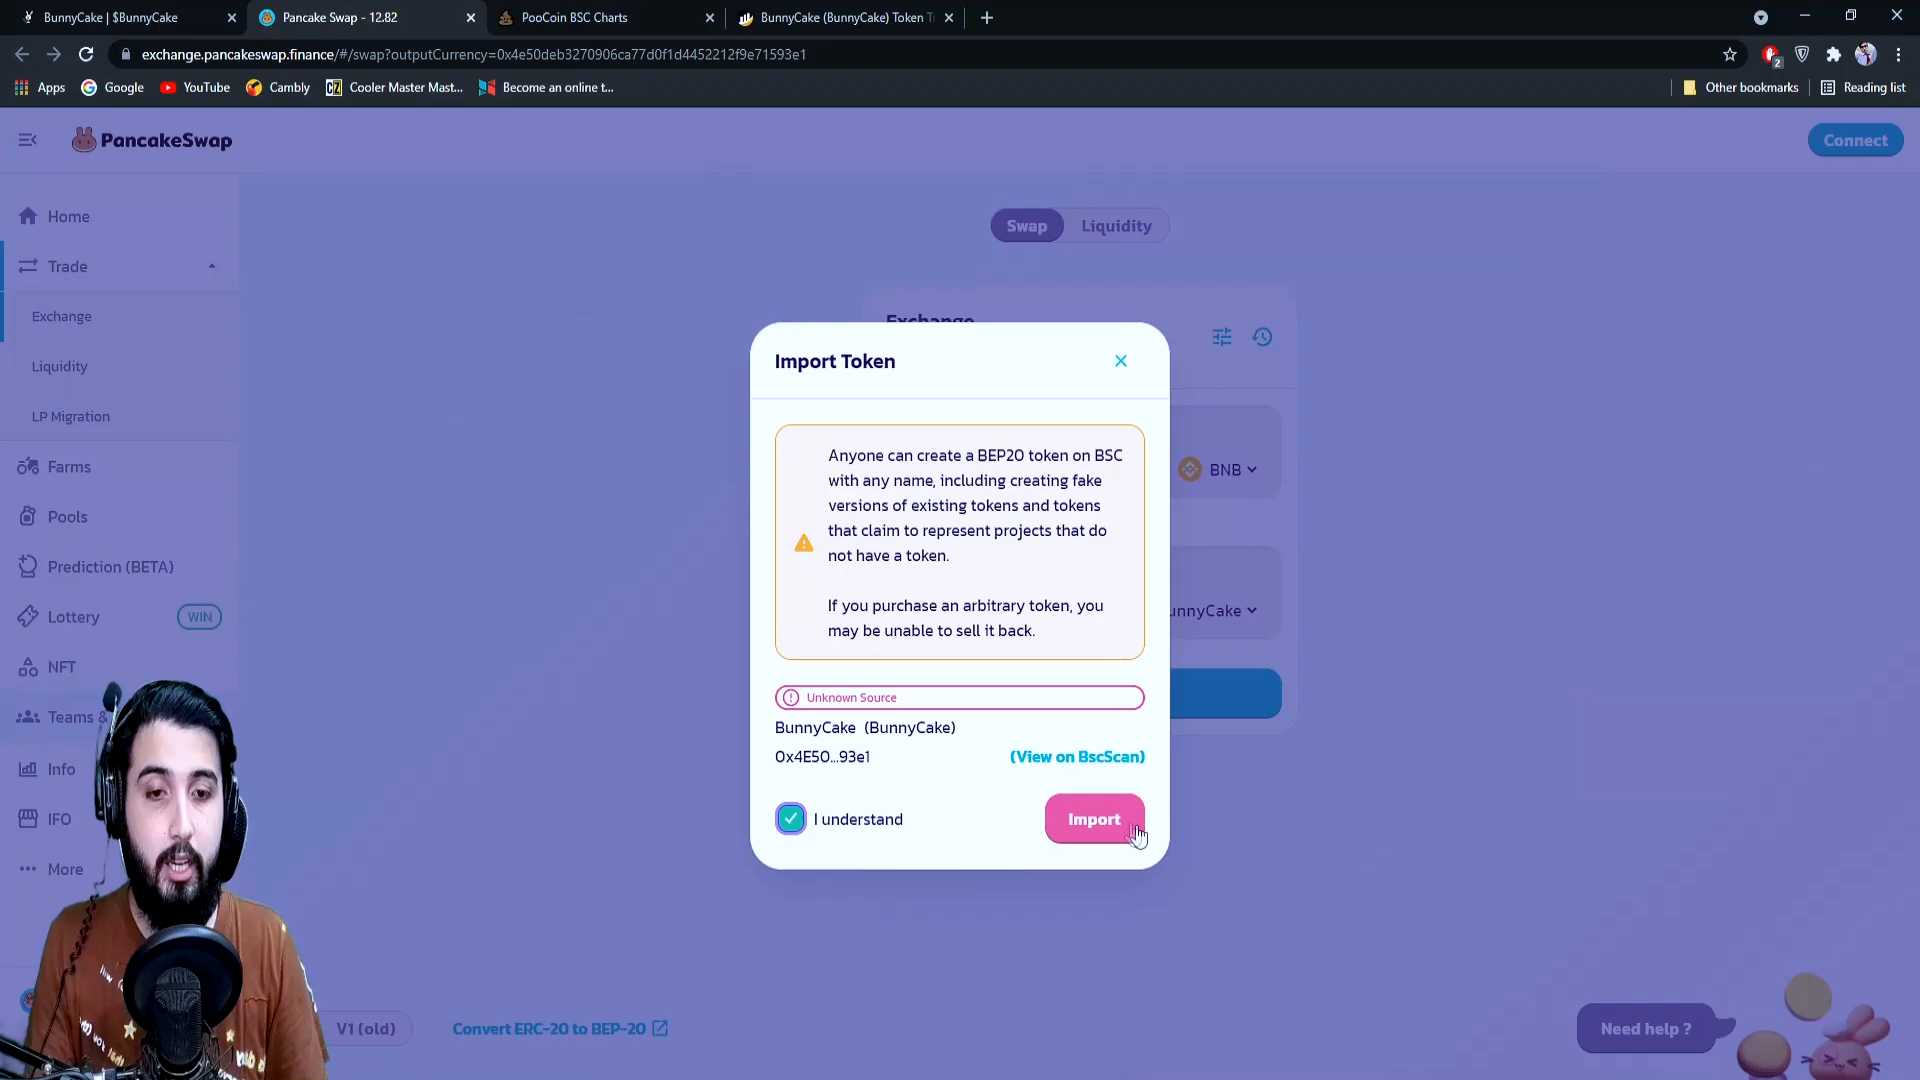 BunnyCake | $BunnyCake
Pancake Swap - 12.82
PooCoin BSC Charts
BunnyCake (BunnyCake) Token T
exchange.pancakeswap.finance/#/swap?outputCurrency=0x4e50deb3270906ca77d0f1d4452212f9e71593e1
2
Apps
Google
YouTube
Cambly
Cooler Master Mast...
Become an online t...
Other bookmarks
Reading list
PancakeSwap
Connect
Home
Trade
Exchange
Liquidity
LP Migration
Farms
Pools
Prediction (BETA)
Lottery
WIN
NFT
Teams &
Info
IFO
More
Swap
Liquidity
Exchange
BNB
unnyCake
Import Token
Anyone can create a BEP20 token on BSC
with any name, including creating fake
versions of existing tokens and tokens
that claim to represent projects that do
not have a token.
If you purchase an arbitrary token, you
may be unable to sell it back.
Unknown Source
BunnyCake (BunnyCake)
0x4E50...93e1
(View on BscScan)
I understand
Import
V1 (old)
Convert ERC-20 to BEP-20
Need help ?